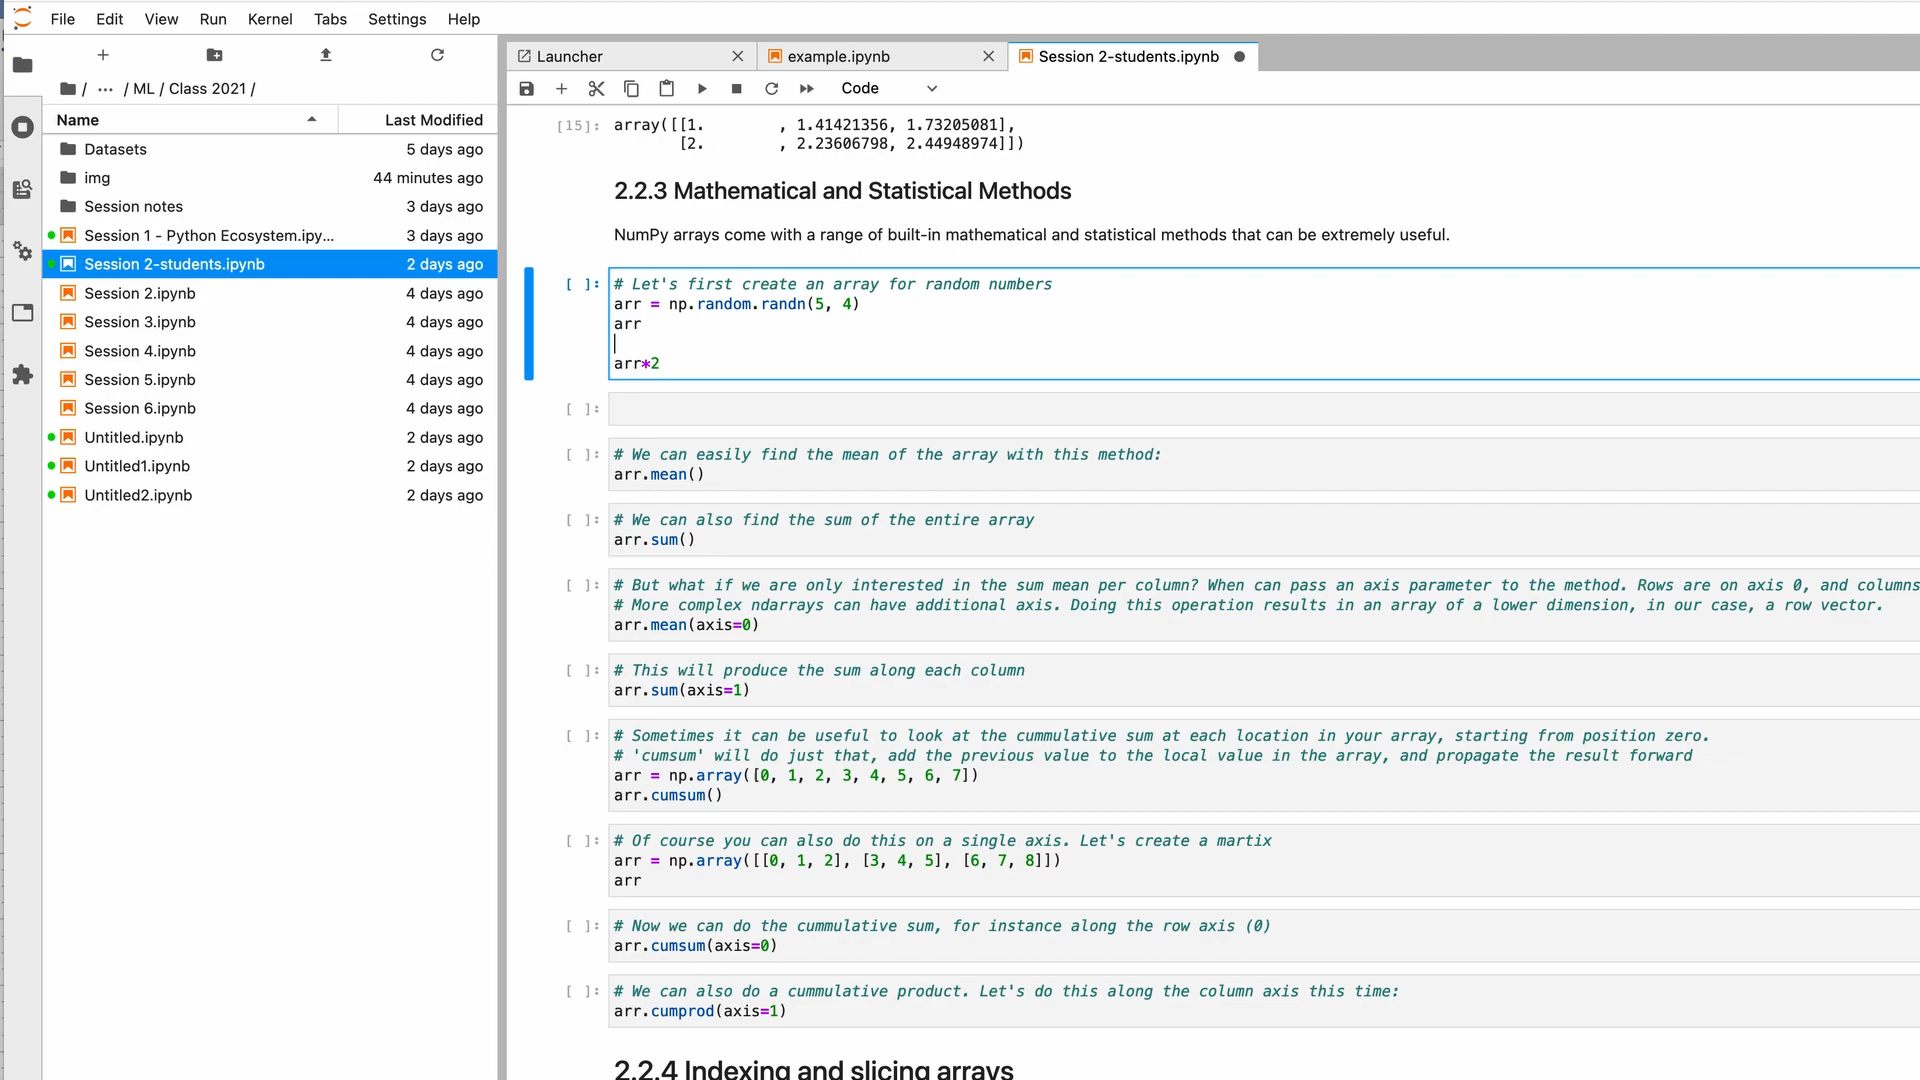 File Edit View Run Kernel Tabs Settings Help
Launcher
example.ipynb
Session 2-students.ipynb
/ ... / ML / Class 2021 /
Code
Name Last Modified
Datasets 5 days ago
img 44 minutes ago
Session notes 3 days ago
Session 1 - Python Ecosystem.ipy... 3 days ago
Session 2-students.ipynb 2 days ago
Session 2.ipynb 4 days ago
Session 3.ipynb 4 days ago
Session 4.ipynb 4 days ago
Session 5.ipynb 4 days ago
Session 6.ipynb 4 days ago
Untitled.ipynb 2 days ago
Untitled1.ipynb 2 days ago
Untitled2.ipynb 2 days ago
[15]: array([[1.        , 1.41421356, 1.73205081],
       [2.        , 2.23606798, 2.44948974]])
2.2.3 Mathematical and Statistical Methods
NumPy arrays come with a range of built-in mathematical and statistical methods that can be extremely useful.
[ ]: # Let's first create an array for random numbers
arr = np.random.randn(5, 4)
arr
arr*2
[ ]:
[ ]: # We can easily find the mean of the array with this method:
arr.mean()
[ ]: # We can also find the sum of the entire array
arr.sum()
[ ]: # But what if we are only interested in the sum mean per column? When can pass an axis parameter to the method. Rows are on axis 0, and columns
# More complex ndarrays can have additional axis. Doing this operation results in an array of a lower dimension, in our case, a row vector.
arr.mean(axis=0)
[ ]: # This will produce the sum along each column
arr.sum(axis=1)
[ ]: # Sometimes it can be useful to look at the cummulative sum at each location in your array, starting from position zero.
# 'cumsum' will do just that, add the previous value to the local value in the array, and propagate the result forward
arr = np.array([0, 1, 2, 3, 4, 5, 6, 7])
arr.cumsum()
[ ]: # Of course you can also do this on a single axis. Let's create a martix
arr = np.array([[0, 1, 2], [3, 4, 5], [6, 7, 8]])
arr
[ ]: # Now we can do the cummulative sum, for instance along the row axis (0)
arr.cumsum(axis=0)
[ ]: # We can also do a cummulative product. Let's do this along the column axis this time:
arr.cumprod(axis=1)
2.2.4 Indexing and slicing arrays